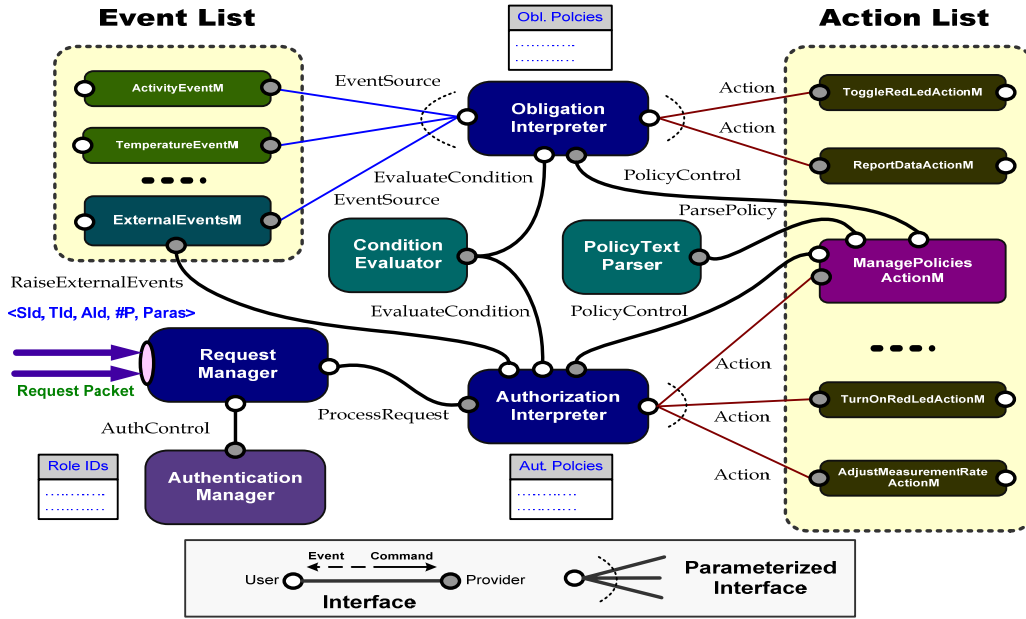 Event List
Action List
Obl. Polcies
ActivityEventM
TemperatureEventM
ExternalEventsM
EventSource
EventSource
Obligation
Interpreter
Action
Action
ToggleRedLedActionM
ReportDataActionM
EvaluateCondition
PolicyControl
ParsePolicy
Condition
Evaluator
PolicyText
Parser
ManagePolicies
ActionM
RaiseExternalEvents
EvaluateCondition
PolicyControl
<SId, TId, AId, #P, Paras>
Request Packet
Request
Manager
ProcessRequest
Authorization
Interpreter
Action
Action
Action
TurnOnRedLedActionM
AdjustMeasurementRate
ActionM
AuthControl
Authentication
Manager
Role IDs
Aut. Polcies
Event
Command
User
Provider
Interface
Parameterized
Interface